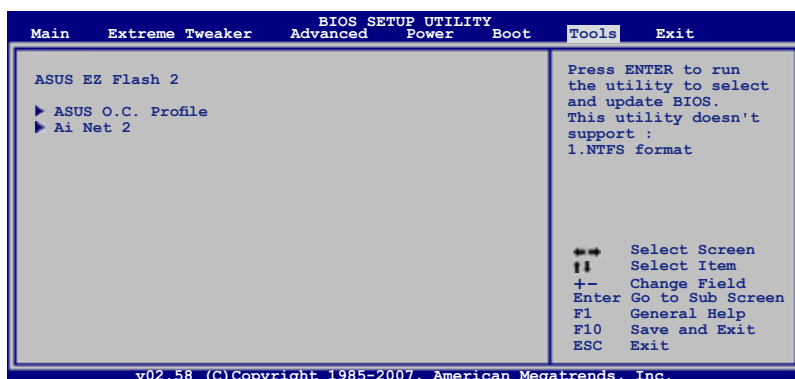 BIOS SETUP UTILITY
Main Extreme Tweaker Advanced Power Boot Tools Exit
ASUS EZ Flash 2
ASUS O.C. Profile
Ai Net 2
Press ENTER to run
the utility to select
and update BIOS.
This utility doesn't
support :
1.NTFS format
Select Screen
Select Item
+- Change Field
Enter Go to Sub Screen
F1 General Help
F10 Save and Exit
ESC Exit
v02.58 (C)Copyright 1985-2007, American Megatrends, Inc.